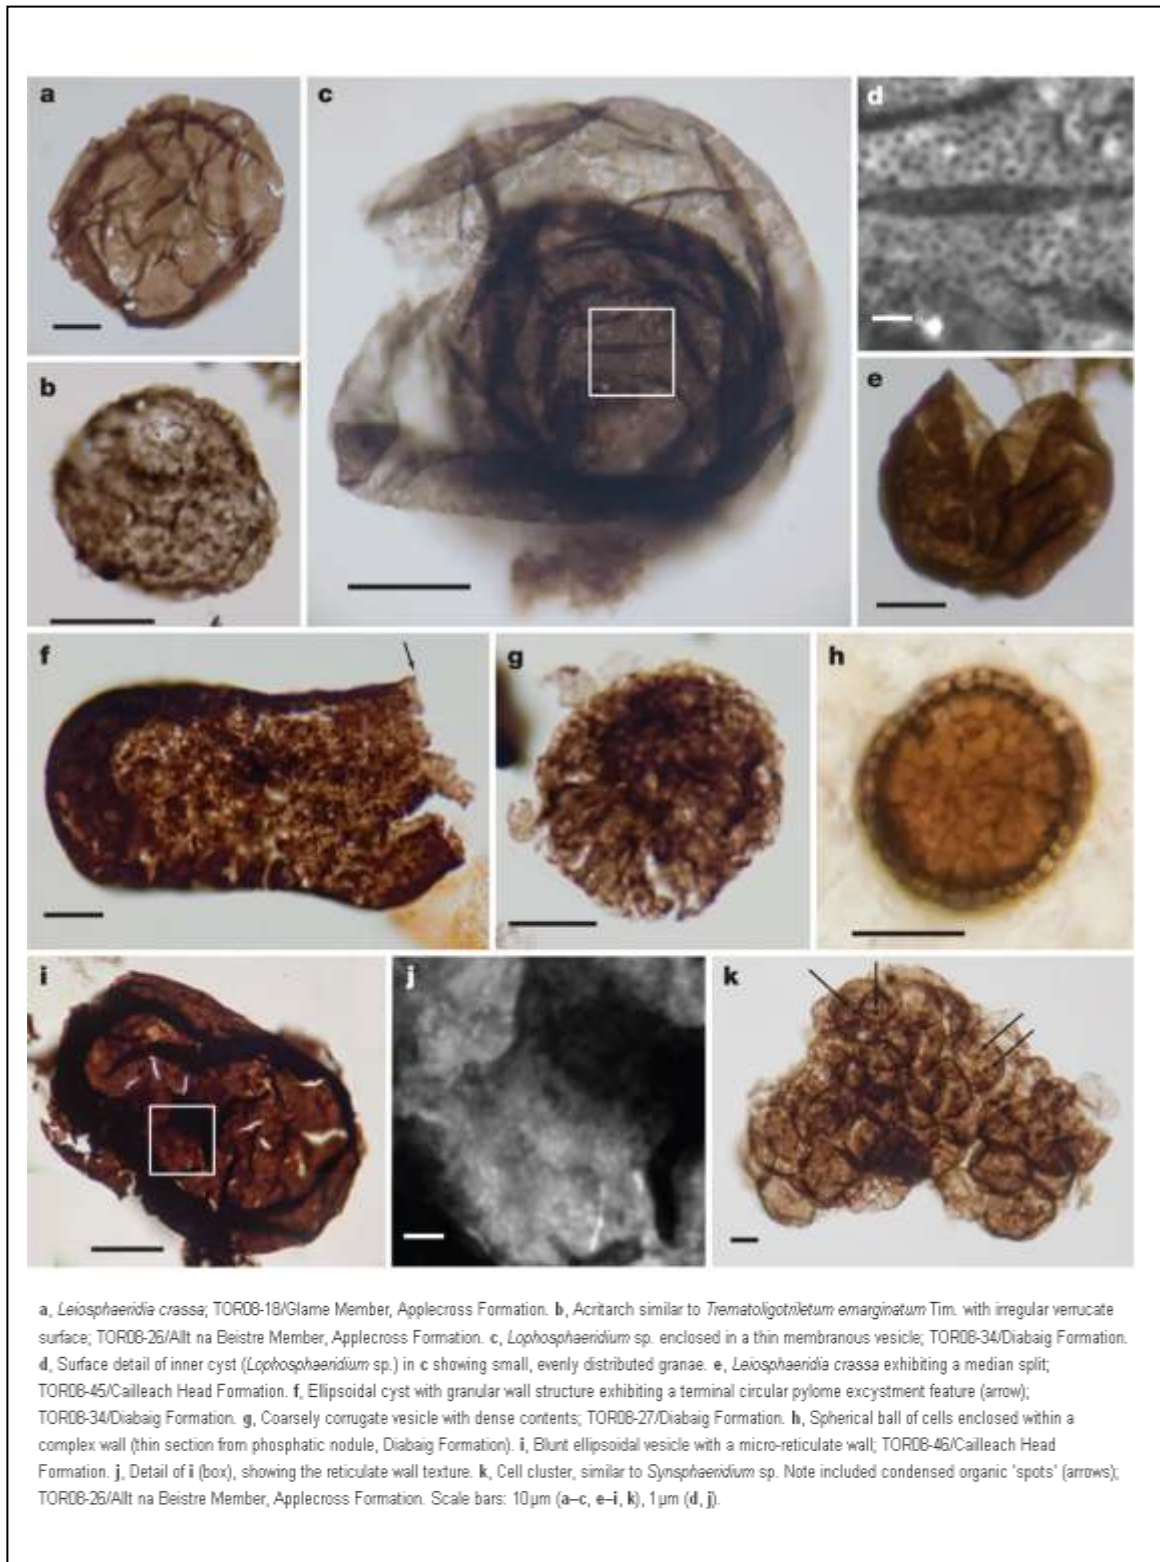 a
c
d
b
e
f
g
h
i
j
k
a, Leiosphaeridia crassa; TOR08-18/Glame Member, Applecross Formation. b, Acritarch similar to Trematoligotriletum emarginatum Tim. with irregular verrucate
surface; TOR08-26/Allt na Beistre Member, Applecross Formation. c, Lophosphaeridium sp. enclosed in a thin membranous vesicle; TOR08-34/Diabaig Formation.
d, Surface detail of inner cyst (Lophosphaeridium sp.) in c showing small, evenly distributed granae. e, Leiosphaeridia crassa exhibiting a median split;
TOR08-45/Cailleach Head Formation. f, Ellipsoidal cyst with granular wall structure exhibiting a terminal circular pylome excystment feature (arrow);
TOR08-34/Diabaig Formation. g, Coarsely corrugate vesicle with dense contents; TOR08-27/Diabaig Formation. h, Spherical ball of cells enclosed within a
complex wall (thin section from phosphatic nodule, Diabaig Formation). i, Blunt ellipsoidal vesicle with a micro-reticulate wall; TOR08-46/Cailleach Head
Formation. j, Detail of i (box), showing the reticulate wall texture. k, Cell cluster, similar to Synsphaeridium sp. Note included condensed organic 'spots' (arrows);
TOR08-26/Allt na Beistre Member, Applecross Formation. Scale bars: 10 µm (a–c, e–i, k), 1 µm (d, j).